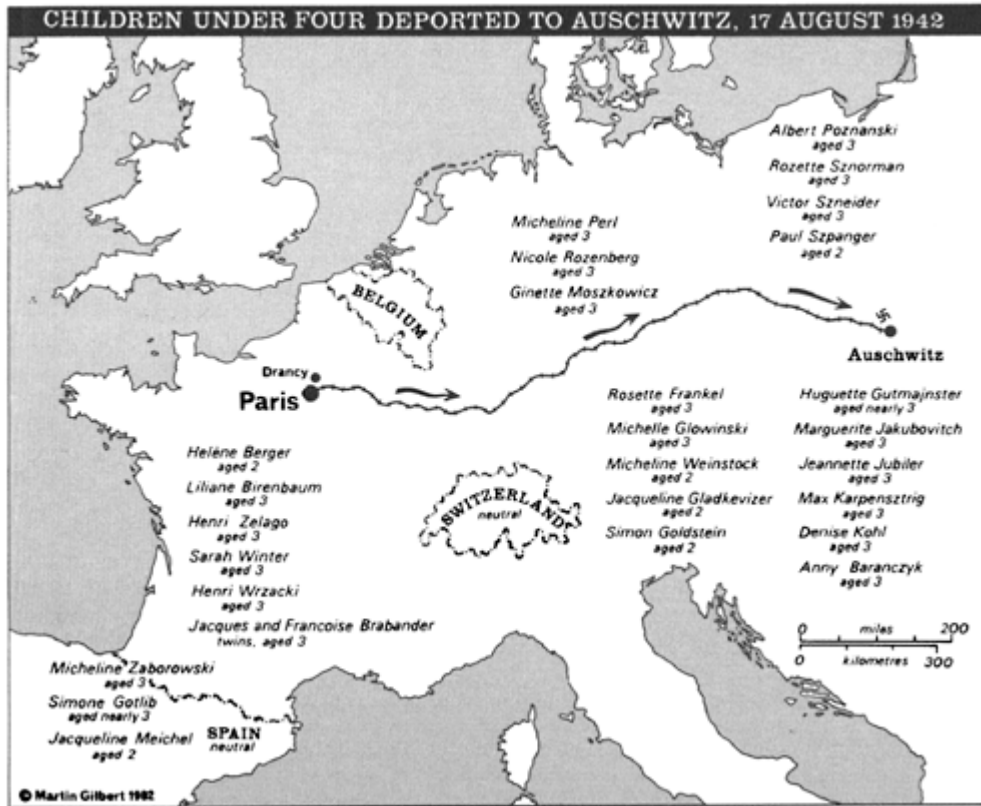 CHILDREN UNDER FOUR DEPORTED TO AUSCHWITZ, 17 AUGUST 1942
Albert Poznanski
aged 3
Rozette Sznorman
aged 3
Victor Szneider
aged 3
Paul Szpanger
aged 2
Micheline Perl
aged 3
Nicole Rozenberg
aged 3
Ginette Moszkowicz
aged 3
BELGIUM
Drancy
Paris
Auschwitz
Helène Berger
aged 2
Liliane Birenbaum
aged 3
Henri Zelago
aged 3
Sarah Winter
aged 3
Henri Wrzacki
aged 3
Jacques and Francoise Brabander
twins, aged 3
Micheline Zaborowski
aged 3
Simone Gotlib
aged nearly 3
Jacqueline Meichel
aged 2
SPAIN
neutral
SWITZERLAND
neutral
Rosette Frankel
aged 3
Michelle Glowinski
aged 3
Micheline Weinstock
aged 2
Jacqueline Gladkevizer
aged 2
Simon Goldstein
aged 2
Huguette Gutmajnster
aged nearly 3
Marguerite Jakubovitch
aged 3
Jeannette Jubiler
aged 3
Max Karpensztrig
aged 3
Denise Kohl
aged 3
Anny Baranczyk
aged 3
0 miles 200
0 kilometres 300
© Martin Gilbert 1982